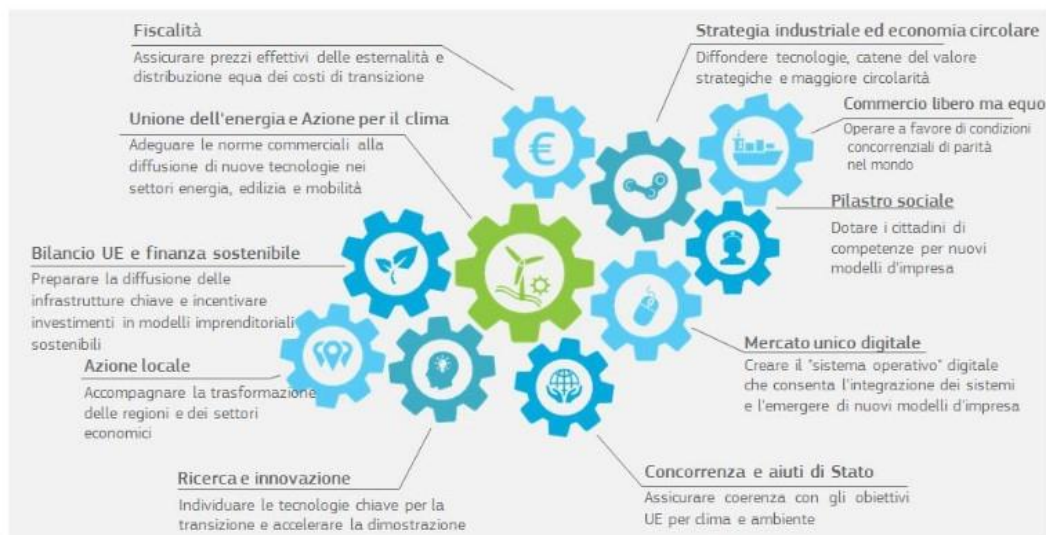 Fiscalità
Assicurare prezzi effettivi delle esternalità e
distribuzione equa dei costi di transizione
Unione dell'energia e Azione per il clima
Adeguare le norme commerciali alla
diffusione di nuove tecnologie nei
settori energia, edilizia e mobilità
Bilancio UE e finanza sostenibile
Preparare la diffusione delle
infrastrutture chiave e incentivare
investimenti in modelli imprenditoriali
sostenibili
Azione locale
Accompagnare la trasformazione
delle regioni e dei settori
economici
Ricerca e innovazione
Individuare le tecnologie chiave per la
transizione e accelerare la dimostrazione
Strategia industriale ed economia circolare
Diffondere tecnologie, catene del valore
strategiche e maggiore circolarità
Commercio libero ma equo
Operare a favore di condizioni
concorrenziali di parità
nel mondo
Pilastro sociale
Dotare i cittadini di
competenze per nuovi
modelli d'impresa
Mercato unico digitale
Creare il "sistema operativo" digitale
che consenta l'integrazione dei sistemi
e l'emergere di nuovi modelli d'impresa
Concorrenza e aiuti di Stato
Assicurare coerenza con gli obiettivi
UE per clima e ambiente
€